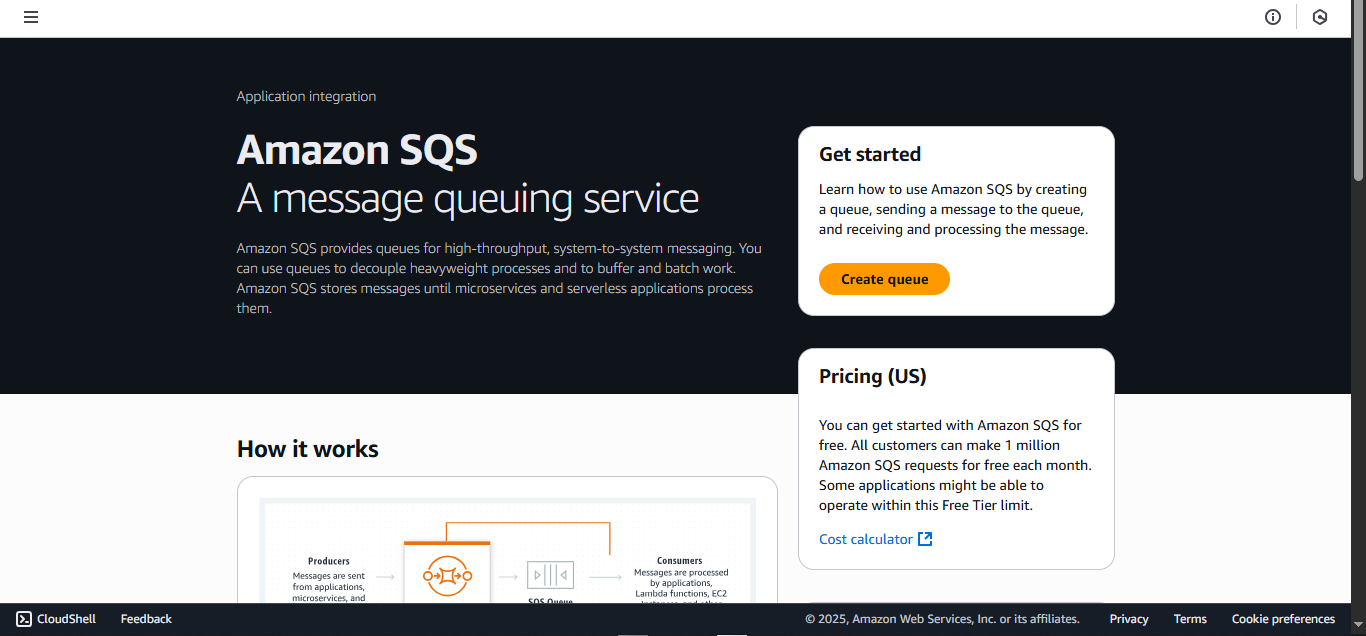 Application integration
Amazon SQS
A message queuing service
Amazon SQS provides queues for high-throughput, system-to-system messaging. You
can use queues to decouple heavyweight processes and to buffer and batch work.
Amazon SQS stores messages until microservices and serverless applications process
them.
Get started
Learn how to use Amazon SQS by creating
a queue, sending a message to the queue,
and receiving and processing the message.
Create queue
Pricing (US)
You can get started with Amazon SQS for
free. All customers can make 1 million
Amazon SQS requests for free each month.
Some applications might be able to
operate within this Free Tier limit.
Cost calculator
How it works
Producers
Messages are sent
from applications,
microservices, and
SQS Queue
Consumers
Messages are processed
by applications,
Lambda functions, EC2
CloudShell
Feedback
© 2025, Amazon Web Services, Inc. or its affiliates.
Privacy
Terms
Cookie preferences